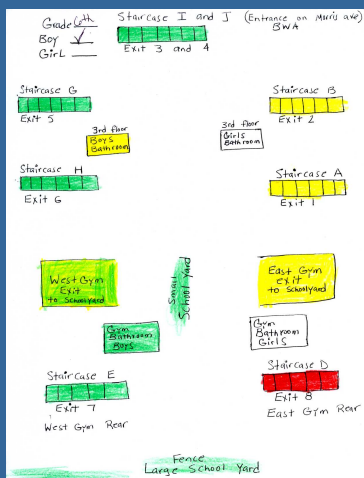 Grade 6th
Boy ✓
Girl
Staircase I and J (Entrance on Morris ave)
BWA
Exit 3 and 4
Staircase G
Exit 5
Staircase B
Exit 2
3rd floor
Boys
Bathroom
3rd floor
Girls
Bathroom
Staircase H
Exit 6
Staircase A
Exit 1
West Gym
Exit
to Schoolyard
Small
School Yard
East Gym
exit
to Schoolyard
Gym
Bathroom
Boys
Gym
Bathroom
Girls
Staircase E
Exit 7
West Gym Rear
Staircase D
Exit 8
East Gym Rear
Fence
Large School Yard